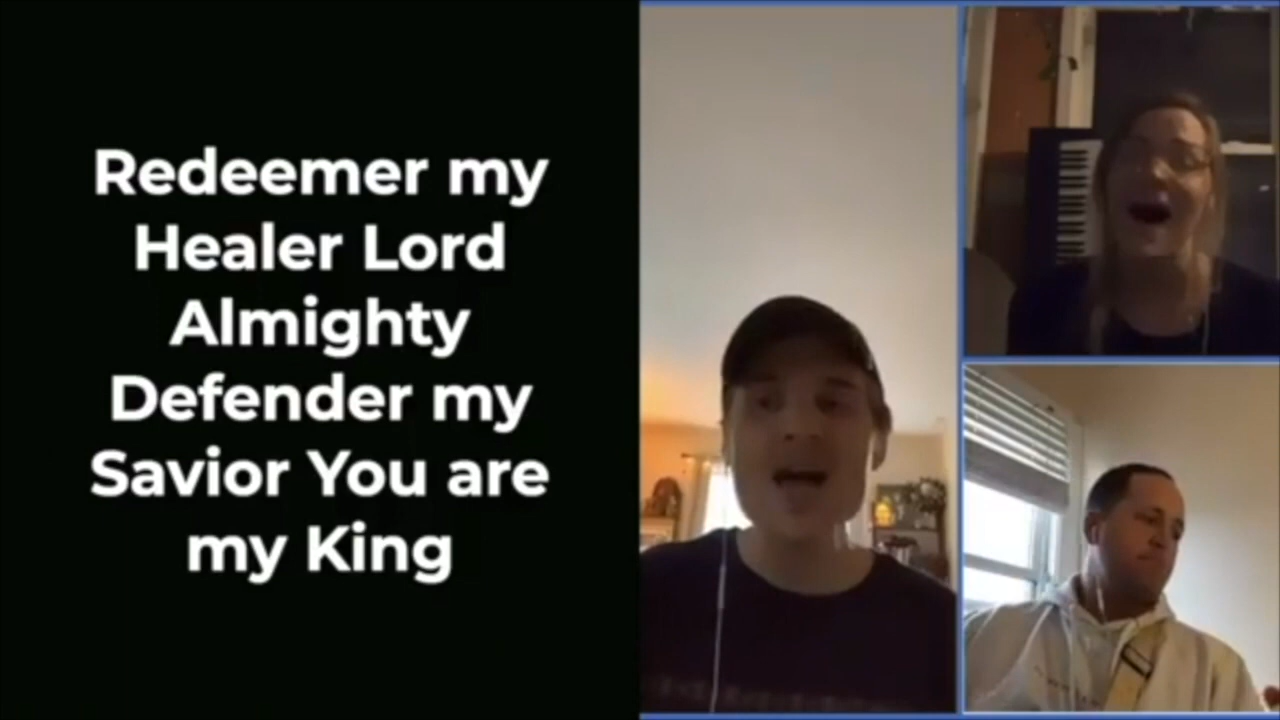 Redeemer my
Healer Lord
Almighty
Defender my
Savior You are
my King